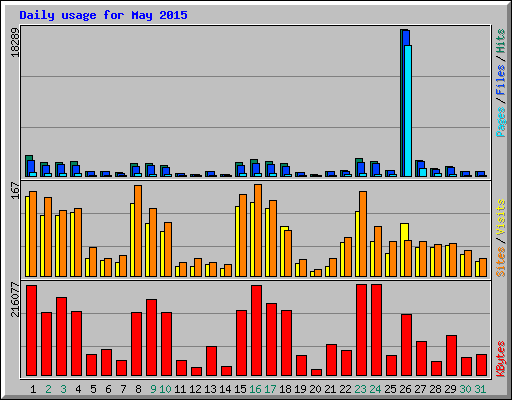 Daily usage for May 2015
18289
Pages / Files / Hits
167
Sites / Visits
216077
KBytes
1 2 3 4 5 6 7 8 9 10 11 12 13 14 15 16 17 18 19 20 21 22 23 24 25 26 27 28 29 30 31